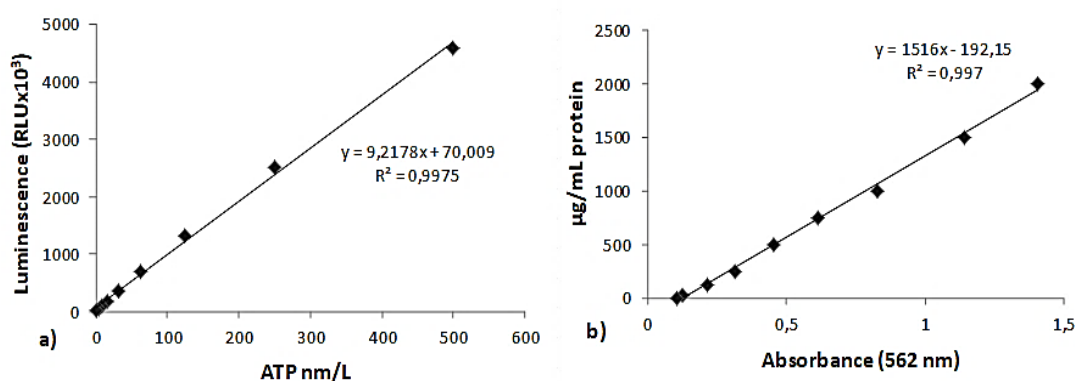 5000
4000
3000
2000
1000
0
0 100 200 300 400 500 600
Luminescence (RLUx10³)
y = 9,2178x + 70,009
R² = 0,9975
a)
ATP nm/L
2500
2000
1500
1000
500
0
0 0,5 1 1,5
µg/mL protein
y = 1516x - 192,15
R² = 0,997
b)
Absorbance (562 nm)